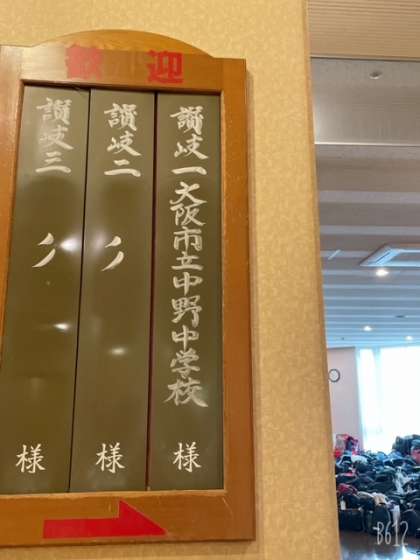 歓迎
讃岐一 大阪市立中野中学校 様
讃岐二 〃 様
讃岐三 〃 様
B612